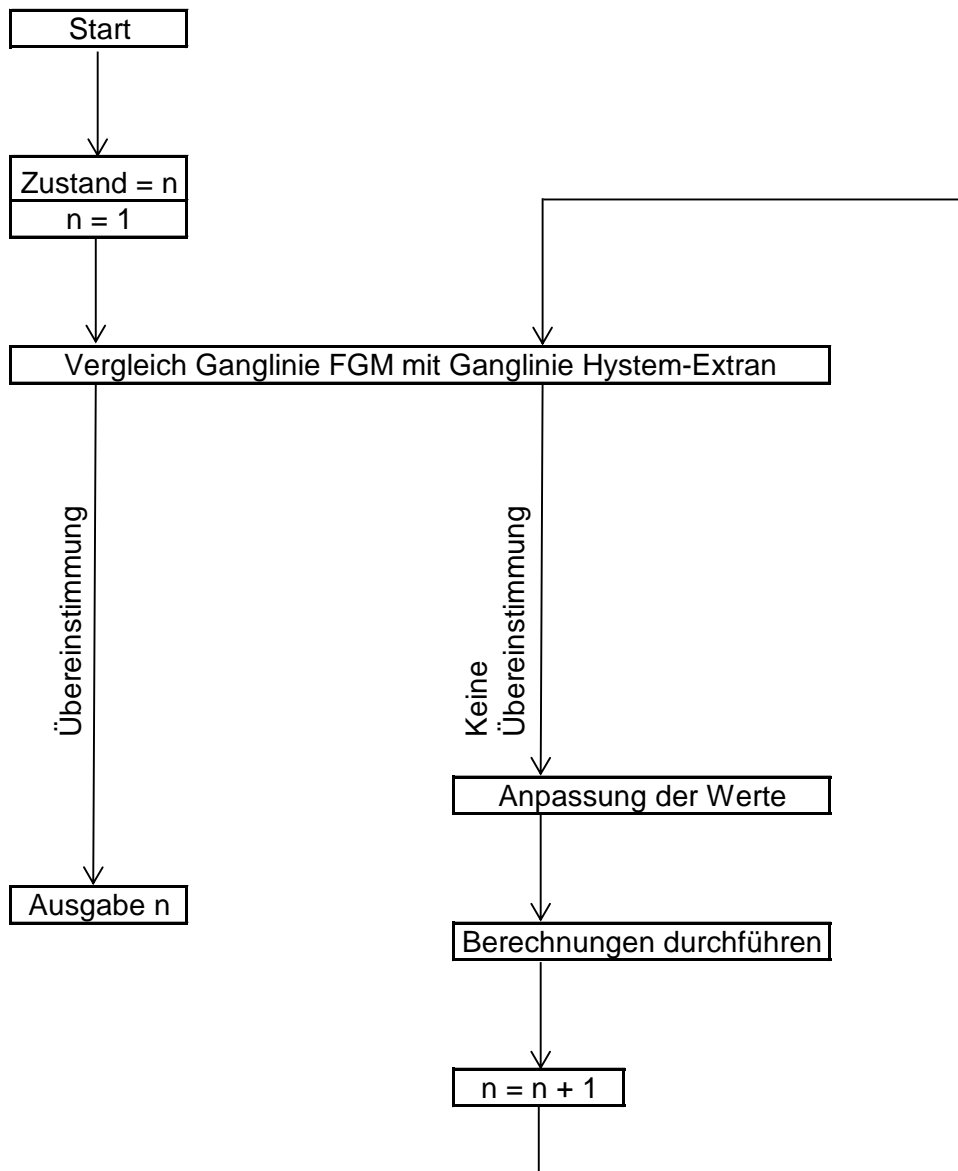 Start
Zustand = n
n = 1
Vergleich Ganglinie FGM mit Ganglinie Hystem-Extran
Übereinstimmung
Keine
Übereinstimmung
Anpassung der Werte
Ausgabe n
Berechnungen durchführen
n = n + 1